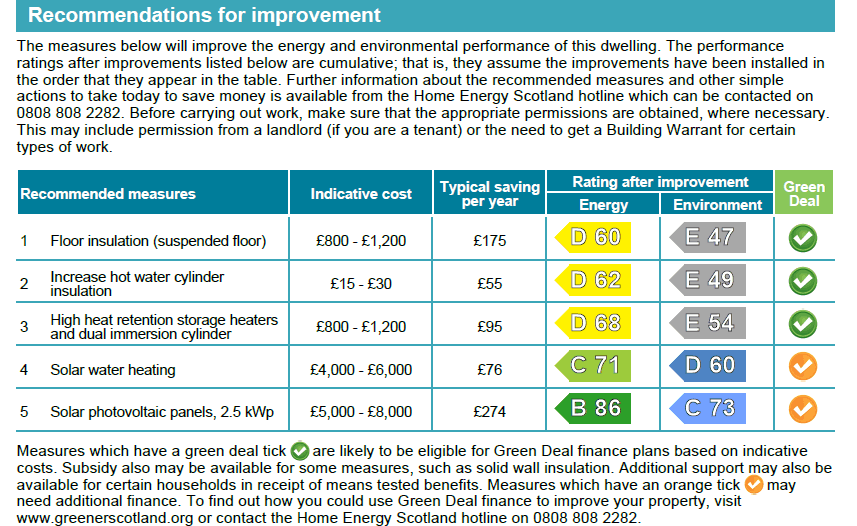 Recommendations for improvement
The measures below will improve the energy and environmental performance of this dwelling. The performance
ratings after improvements listed below are cumulative; that is, they assume the improvements have been installed in
the order that they appear in the table. Further information about the recommended measures and other simple
actions to take today to save money is available from the Home Energy Scotland hotline which can be contacted on
0808 808 2282. Before carrying out work, make sure that the appropriate permissions are obtained, where necessary.
This may include permission from a landlord (if you are a tenant) or the need to get a Building Warrant for certain
types of work.
Recommended measures Indicative cost Typical saving per year Rating after improvement Green Deal
Energy Environment
1 Floor insulation (suspended floor) £800 - £1,200 £175 D 60 E 47
2 Increase hot water cylinder insulation £15 - £30 £55 D 62 E 49
3 High heat retention storage heaters and dual immersion cylinder £800 - £1,200 £95 D 68 E 54
4 Solar water heating £4,000 - £6,000 £76 C 71 D 60
5 Solar photovoltaic panels, 2.5 kWp £5,000 - £8,000 £274 B 86 C 73
Measures which have a green deal tick are likely to be eligible for Green Deal finance plans based on indicative
costs. Subsidy also may be available for some measures, such as solid wall insulation. Additional support may also be
available for certain households in receipt of means tested benefits. Measures which have an orange tick may
need additional finance. To find out how you could use Green Deal finance to improve your property, visit
www.greenerscotland.org or contact the Home Energy Scotland hotline on 0808 808 2282.